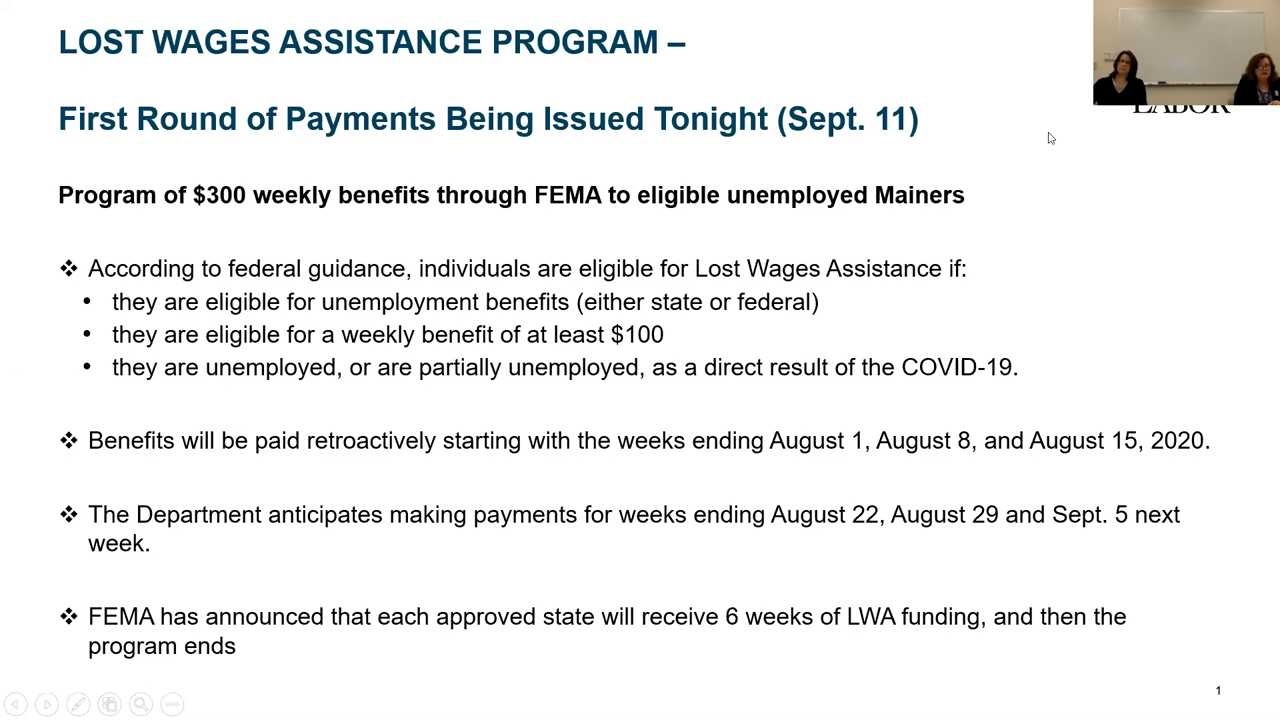 LOST WAGES ASSISTANCE PROGRAM –
First Round of Payments Being Issued Tonight (Sept. 11)
LABOR
Program of $300 weekly benefits through FEMA to eligible unemployed Mainers
❖ According to federal guidance, individuals are eligible for Lost Wages Assistance if:
• they are eligible for unemployment benefits (either state or federal)
• they are eligible for a weekly benefit of at least $100
• they are unemployed, or are partially unemployed, as a direct result of the COVID-19.
❖ Benefits will be paid retroactively starting with the weeks ending August 1, August 8, and August 15, 2020.
❖ The Department anticipates making payments for weeks ending August 22, August 29 and Sept. 5 next
week.
❖ FEMA has announced that each approved state will receive 6 weeks of LWA funding, and then the
program ends
1